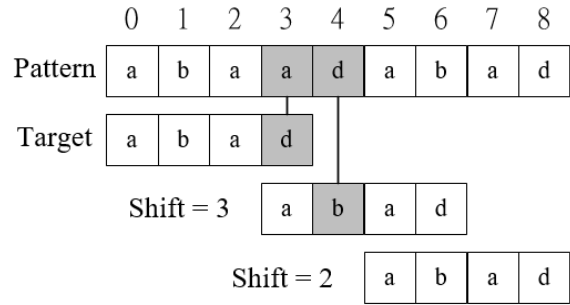 0 1 2 3 4 5 6 7 8
Pattern a b a a d a b a d
Target a b a d
Shift = 3 a b a d
Shift = 2 a b a d